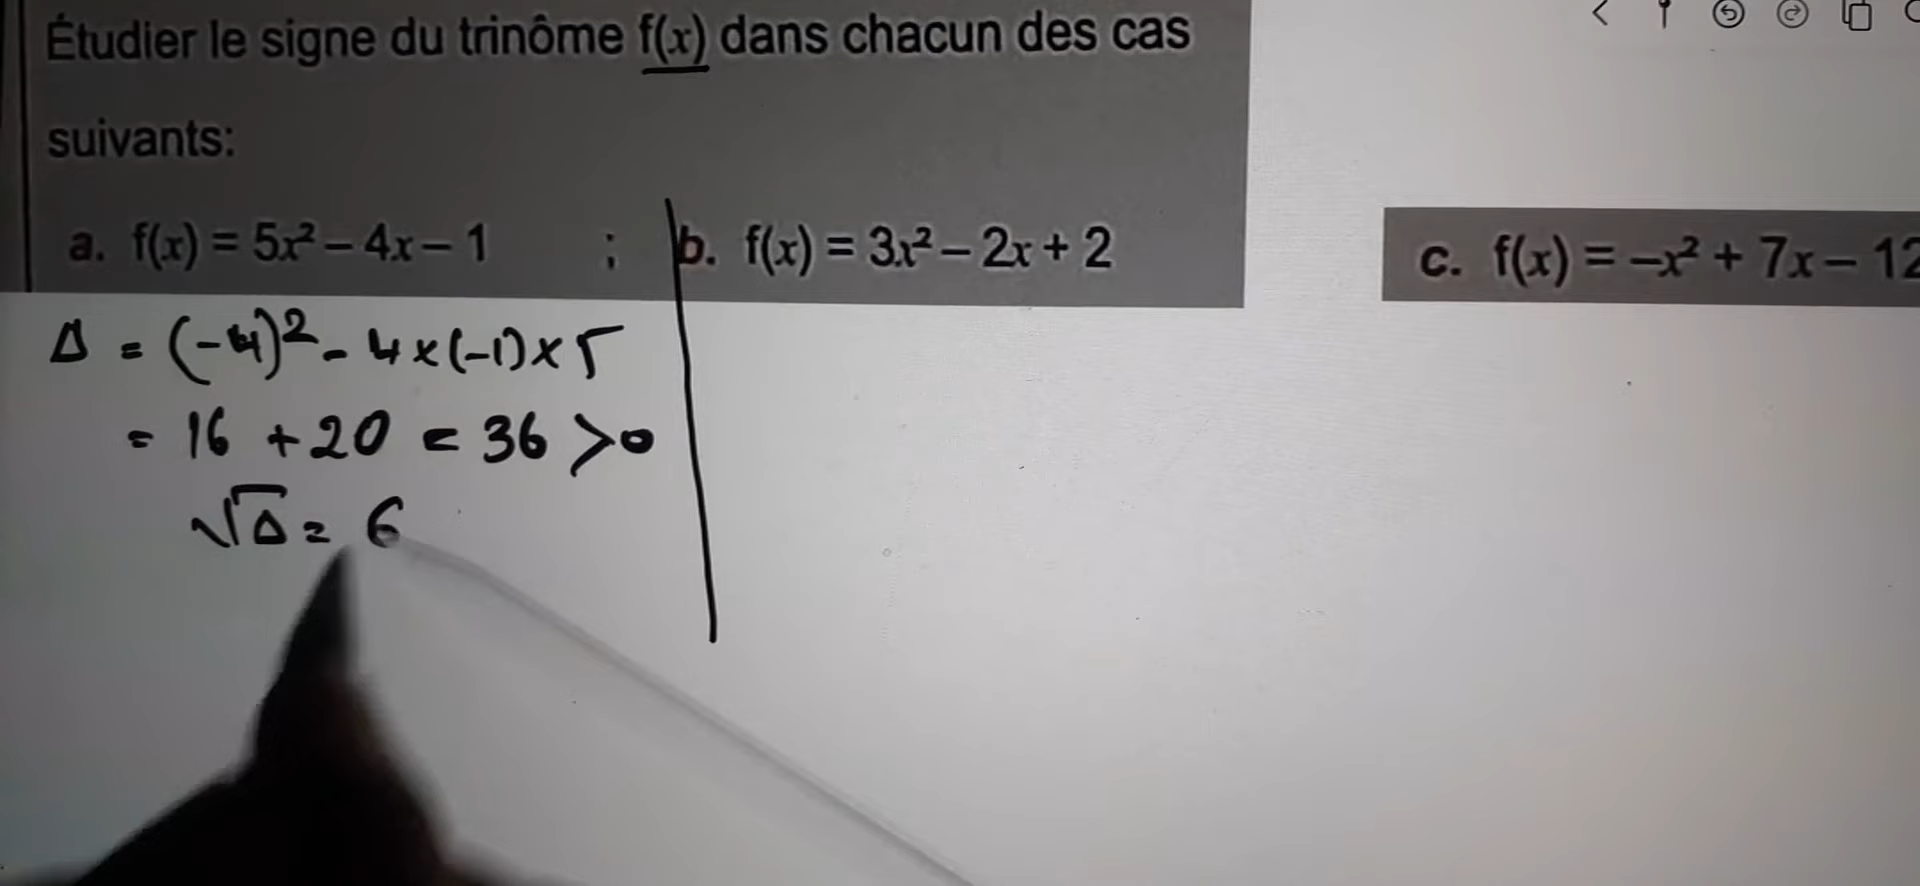 Étudier le signe du trinôme f(x) dans chacun des cas
suivants:
a. f(x) = 5x² – 4x – 1 ; b. f(x) = 3x² – 2x + 2
c. f(x) = –x² + 7x – 12
Δ = (-4)² - 4 × (-1) × 5
= 16 + 20 = 36 > 0
√Δ = 6